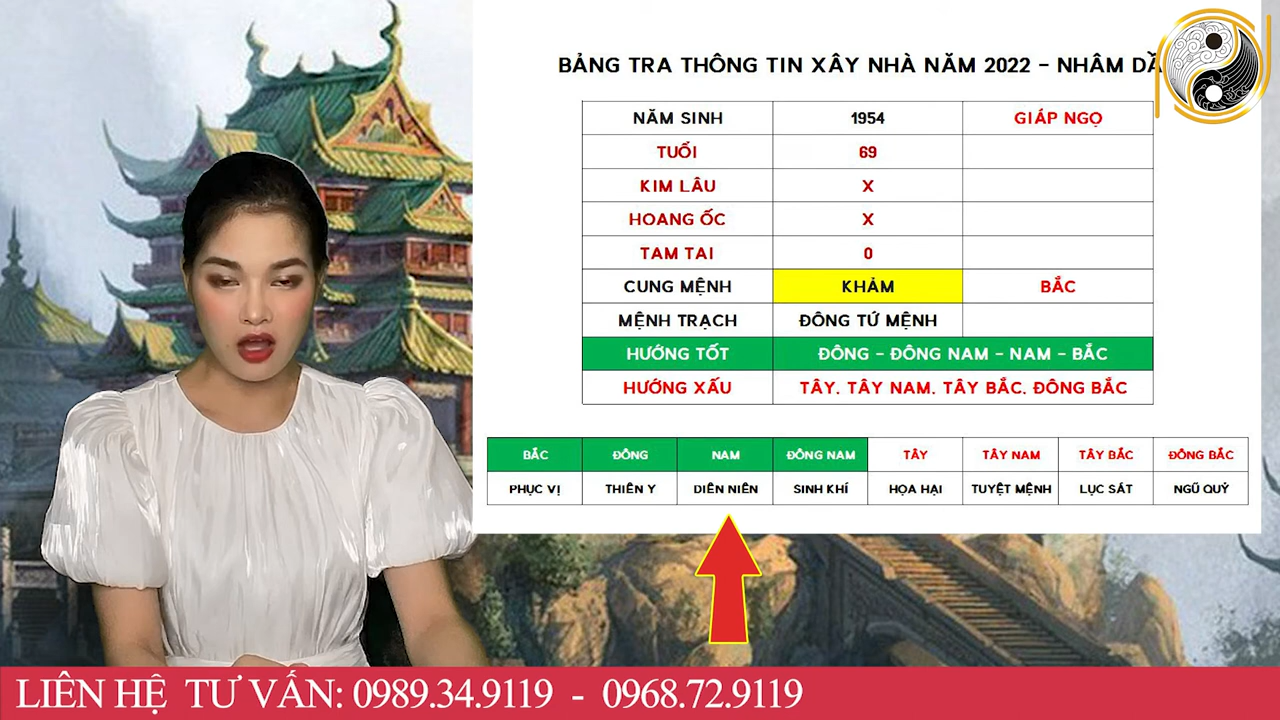 BẢNG TRA THÔNG TIN XÂY NHÀ NĂM 2022 - NHÂM DẦ
NĂM SINH 1954 GIÁP NGỌ
TUỔI 69
KIM LÂU X
HOANG ỐC X
TAM TAI 0
CUNG MỆNH KHẢM BẮC
MỆNH TRẠCH ĐÔNG TỨ MỆNH
HƯỚNG TỐT ĐÔNG - ĐÔNG NAM - NAM - BẮC
HƯỚNG XẤU TÂY, TÂY NAM, TÂY BẮC, ĐÔNG BẮC
BẮC ĐÔNG NAM ĐÔNG NAM TÂY TÂY NAM TÂY BẮC ĐÔNG BẮC
PHỤC VỊ THIÊN Y DIÊN NIÊN SINH KHÍ HỌA HẠI TUYỆT MỆNH LỤC SÁT NGŨ QUỶ
LIÊN HỆ TƯ VẤN: 0989.34.9119 - 0968.72.9119